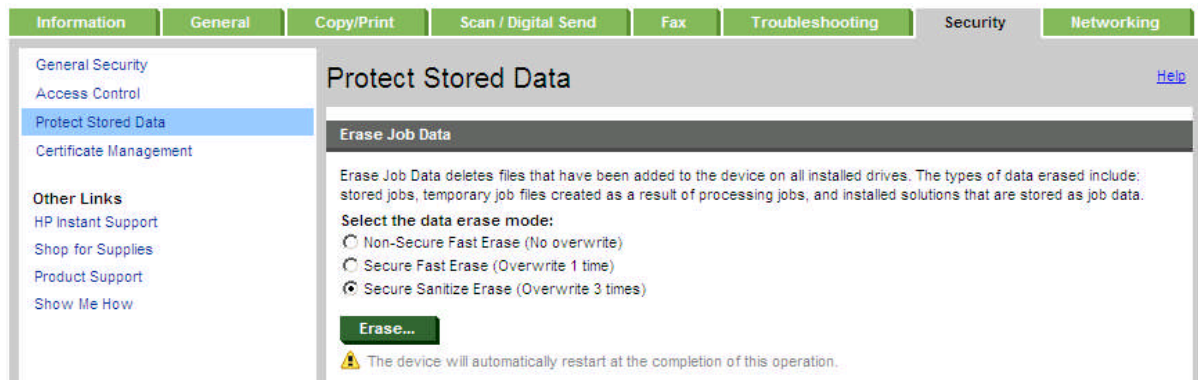 Information General Copy/Print Scan / Digital Send Fax Troubleshooting Security Networking
General Security
Access Control
Protect Stored Data
Certificate Management
Other Links
HP Instant Support
Shop for Supplies
Product Support
Show Me How
Protect Stored Data
Help
Erase Job Data
Erase Job Data deletes files that have been added to the device on all installed drives. The types of data erased include:
stored jobs, temporary job files created as a result of processing jobs, and installed solutions that are stored as job data.
Select the data erase mode:
Non-Secure Fast Erase (No overwrite)
Secure Fast Erase (Overwrite 1 time)
Secure Sanitize Erase (Overwrite 3 times)
Erase...
The device will automatically restart at the completion of this operation.